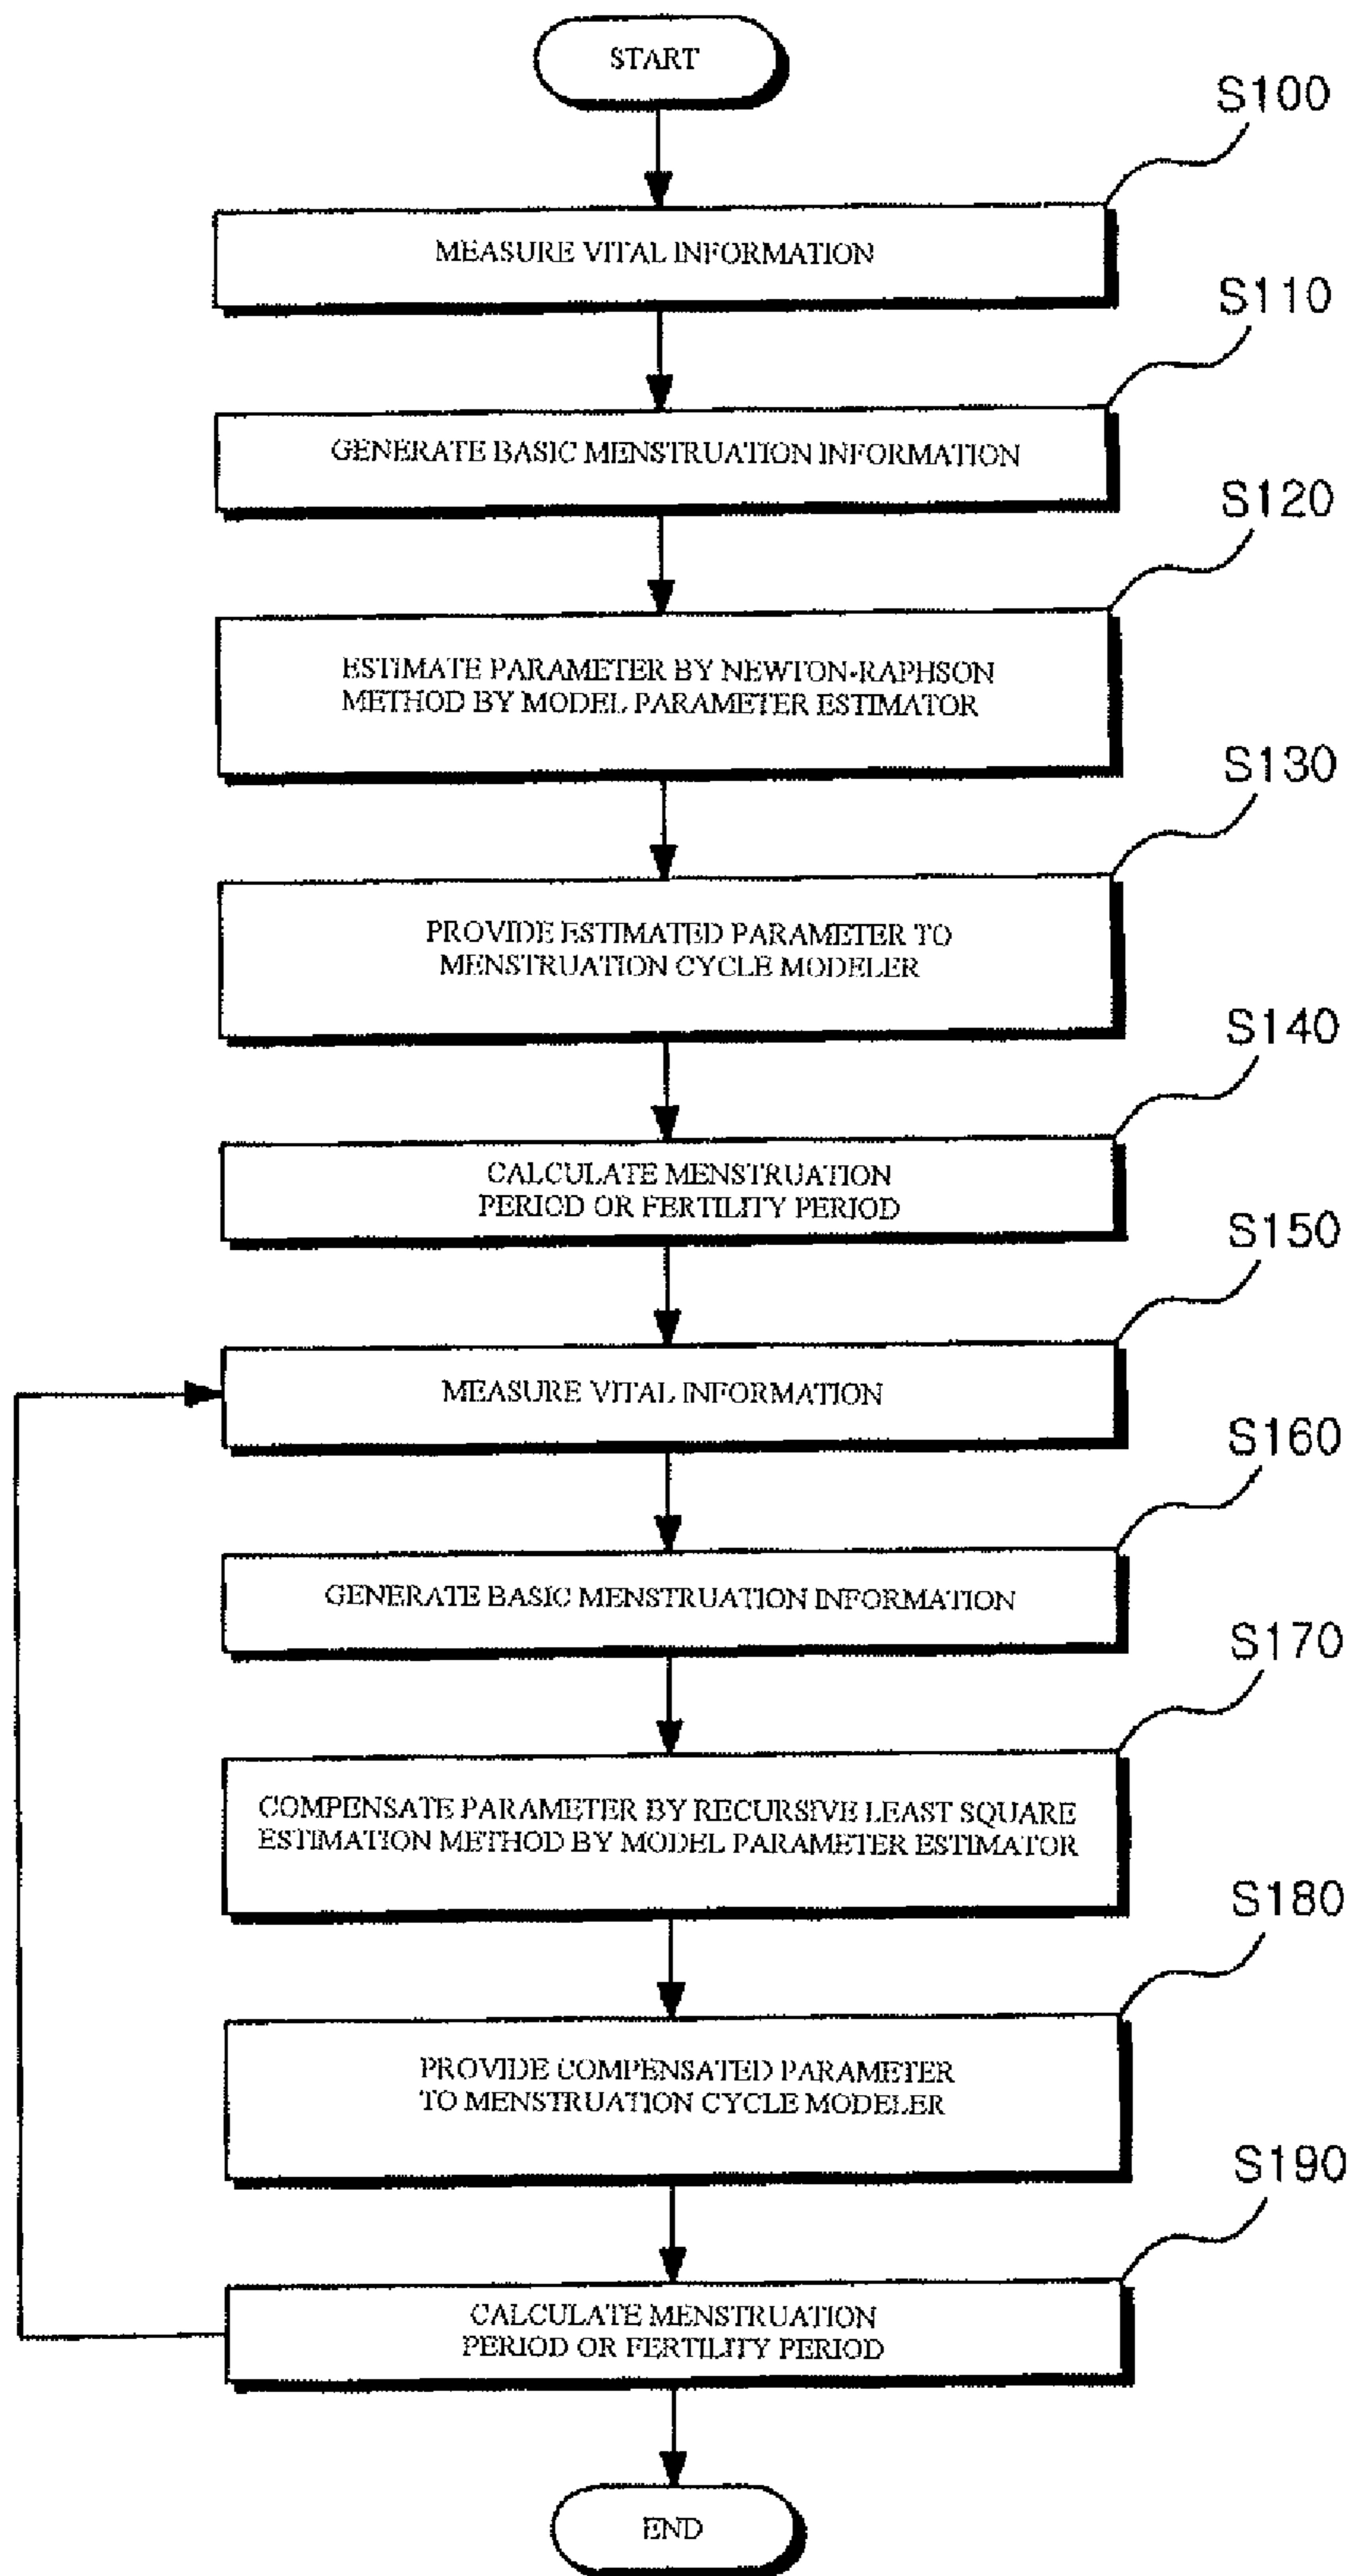 START
S100
MEASURE VITAL INFORMATION
S110
GENERATE BASIC MENSTRUATION INFORMATION
S120
ESTIMATE PARAMETER BY NEWTON-RAPHSON
METHOD BY MODEL PARAMETER ESTIMATOR
S130
PROVIDE ESTIMATED PARAMETER TO
MENSTRUATION CYCLE MODELER
S140
CALCULATE MENSTRUATION
PERIOD OR FERTILITY PERIOD
S150
MEASURE VITAL INFORMATION
S160
GENERATE BASIC MENSTRUATION INFORMATION
S170
COMPENSATE PARAMETER BY RECURSIVE LEAST SQUARE
ESTIMATION METHOD BY MODEL PARAMETER ESTIMATOR
S180
PROVIDE COMPENSATED PARAMETER
TO MENSTRUATION CYCLE MODELER
S190
CALCULATE MENSTRUATION
PERIOD OR FERTILITY PERIOD
END